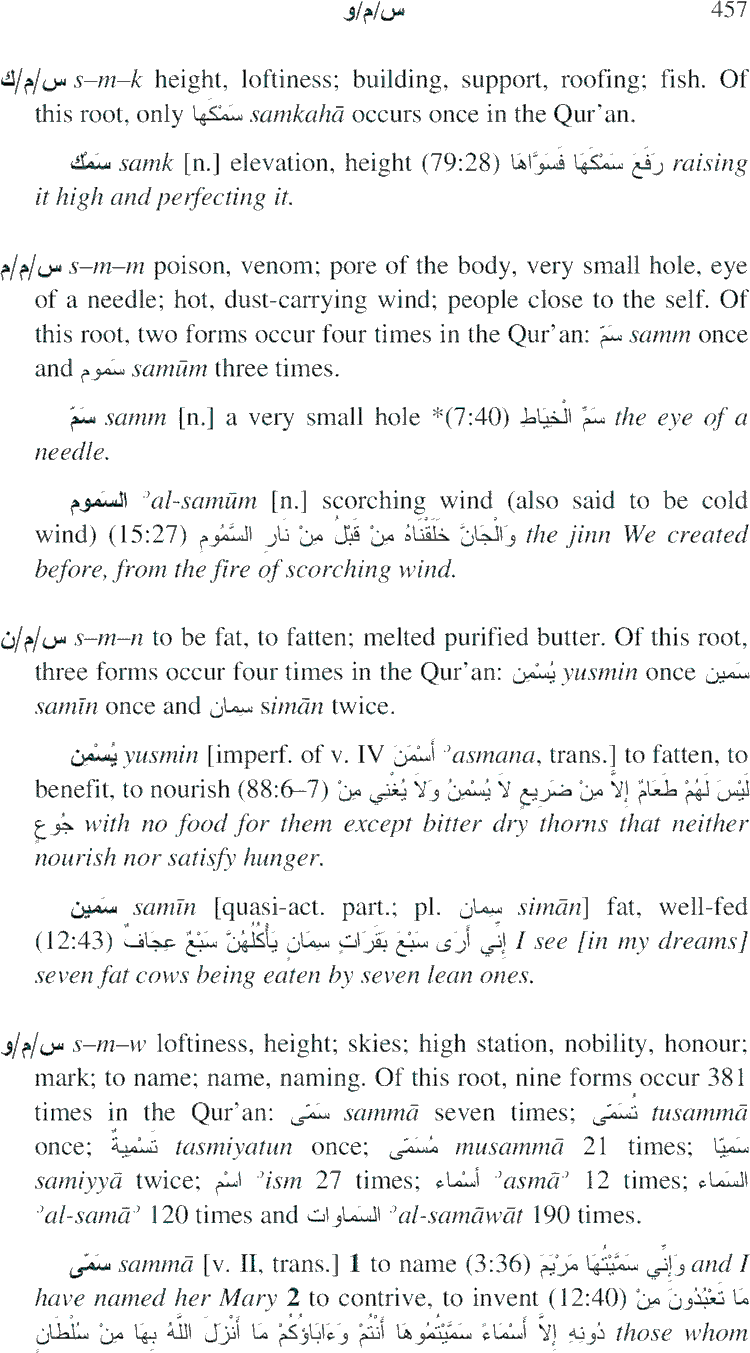 س/م/و 457
س/م/ك s–m–k height, loftiness; building, support, roofing; fish. Of
this root, only سَمْكَها samkahā occurs once in the Qur'an.
سَمْك samk [n.] elevation, height (79:28) رَفَعَ سَمْكَهَا فَسَوَّاهَا raising
it high and perfecting it.
س/م/م s–m–m poison, venom; pore of the body, very small hole, eye
of a needle; hot, dust-carrying wind; people close to the self. Of
this root, two forms occur four times in the Qur'an: سَمّ samm once
and سَموم samūm three times.
سَمّ samm [n.] a very small hole *(7:40) سَمِّ الْخِيَاطِ the eye of a
needle.
السَموم ʾal-samūm [n.] scorching wind (also said to be cold
wind) (15:27) وَالْجَانَّ خَلَقْنَاهُ مِنْ قَبْلُ مِنْ نَارِ السَّمُومِ the jinn We created
before, from the fire of scorching wind.
س/م/ن s–m–n to be fat, to fatten; melted purified butter. Of this root,
three forms occur four times in the Qur'an: يُسْمِن yusmin once سَمين
samīn once and سِمان simān twice.
يُسْمِن yusmin [imperf. of v. IV أَسْمَنَ ʾasmana, trans.] to fatten, to
benefit, to nourish (88:6–7) لَيْسَ لَهُمْ طَعَامٌ إِلاَّ مِنْ ضَرِيعٍ لاَ يُسْمِنُ وَلاَ يُغْنِي مِنْ
جُوعٍ with no food for them except bitter dry thorns that neither
nourish nor satisfy hunger.
سَمين samīn [quasi-act. part.; pl. سِمان simān] fat, well-fed
(12:43) إِنِّي أَرَى سَبْعَ بَقَرَاتٍ سِمَانٍ يَأْكُلُهُنَّ سَبْعٌ عِجَافٌ I see [in my dreams]
seven fat cows being eaten by seven lean ones.
س/م/و s–m–w loftiness, height; skies; high station, nobility, honour;
mark; to name; name, naming. Of this root, nine forms occur 381
times in the Qur'an: سَمّى sammā seven times; تُسَمّى tusammā
once; تَسْمِيةٌ tasmiyatun once; مُسَمّى musammā 21 times; سَمِيّا
samiyyā twice; اسْم ʾism 27 times; أسْماء ʾasmāʾ 12 times; السَماء
ʾal-samāʾ 120 times and السَماوات ʾal-samāwāt 190 times.
سَمّى sammā [v. II, trans.] 1 to name (3:36) وَإِنِّي سَمَّيْتُهَا مَرْيَمَ and I
have named her Mary 2 to contrive, to invent (12:40) مَا تَعْبُدُونَ مِنْ
دُونِهِ إِلاَّ أَسْمَاءً سَمَّيْتُمُوهَا أَنْتُمْ وَءَابَاؤُكُمْ مَا أَنْزَلَ اللَّهُ بِهَا مِنْ سُلْطَانٍ those whom